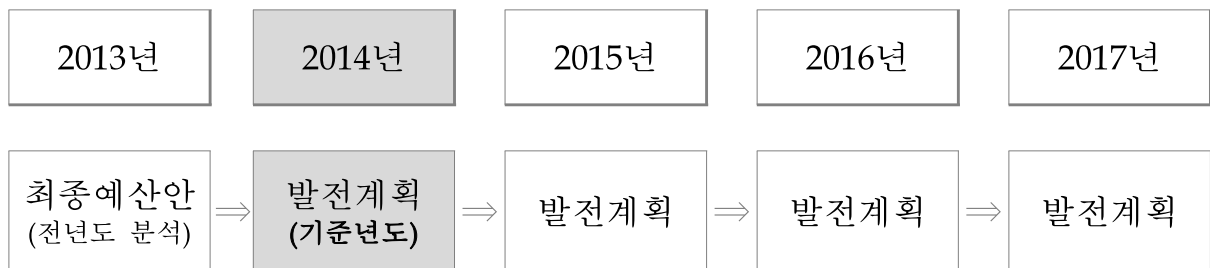 2013년
2014년
2015년
2016년
2017년
최종예산안
(전년도 분석)
⇒
발전계획
(기준년도)
⇒
발전계획
⇒
발전계획
⇒
발전계획